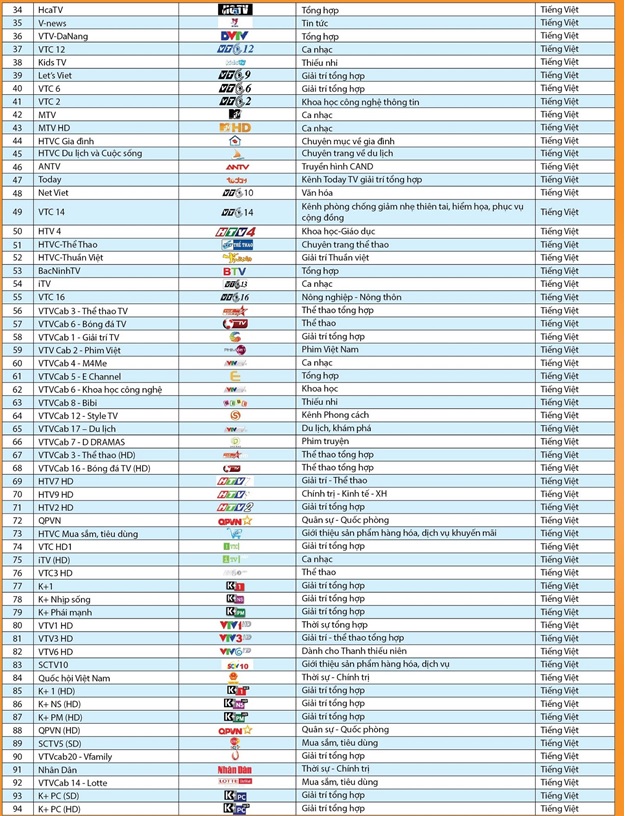 34 HcaTV HCATV Tổng hợp Tiếng Việt
35 V-news Tin tức Tiếng Việt
36 VTV-DaNang DVTV Tổng hợp Tiếng Việt
37 VTC 12 VTC 12 Ca nhạc Tiếng Việt
38 Kids TV Thiếu nhi Tiếng Việt
39 Let's Viet VTC 9 Giải trí tổng hợp Tiếng Việt
40 VTC 6 VTC 6 Giải trí tổng hợp Tiếng Việt
41 VTC 2 VTC 2 Khoa học công nghệ thông tin Tiếng Việt
42 MTV Ca nhạc Tiếng Việt
43 MTV HD HD Ca nhạc Tiếng Việt
44 HTVC Gia đình Chuyên mục về gia đình Tiếng Việt
45 HTVC Du lịch và Cuộc sống Chuyên trang về du lịch Tiếng Việt
46 ANTV ANTV Truyền hình CAND Tiếng Việt
47 Today Kênh Today TV giải trí tổng hợp Tiếng Việt
48 Net Viet VTC 10 Văn hóa Tiếng Việt
49 VTC 14 VTC 14 Kênh phòng chống giảm nhẹ thiên tai, hiểm họa, phục vụ Tiếng Việt
cộng đồng
50 HTV 4 HTV4 Khoa học-Giáo dục Tiếng Việt
51 HTVC-Thể Thao THỂ THAO Chuyên trang thể thao Tiếng Việt
52 HTVC-Thuần Việt Giải trí Thuần việt Tiếng Việt
53 BacNinhTV BTV Tổng hợp Tiếng Việt
54 iTV VTC13 Ca nhạc Tiếng Việt
55 VTC 16 VTC 16 Nông nghiệp - Nông thôn Tiếng Việt
56 VTVCab 3 - Thể thao TV Thể thao tổng hợp Tiếng Việt
57 VTVCab 6 - Bóng đá TV Thể thao Tiếng Việt
58 VTVCab 1 - Giải trí TV Giải trí tổng hợp Tiếng Việt
59 VTV Cab 2 - Phim Việt Phim Việt Nam Tiếng Việt
60 VTVCab 4 - M4Me Ca nhạc Tiếng Việt
61 VTVCab 5 - E Channel Tổng hợp Tiếng Việt
62 VTVCab 6 - Khoa học công nghệ Khoa học Tiếng Việt
63 VTVCab 8 - Bibi Thiếu nhi Tiếng Việt
64 VTVCab 12 - Style TV Kênh Phong cách Tiếng Việt
65 VTVCab 17 – Du lịch Du lịch, khám phá Tiếng Việt
66 VTVCab 7 - D DRAMAS Phim truyện Tiếng Việt
67 VTVCab 3 - Thể thao (HD) Thể thao tổng hợp Tiếng Việt
68 VTVCab 16 - Bóng đá TV (HD) Thể thao tổng hợp Tiếng Việt
69 HTV7 HD HTV Giải trí - Thể thao Tiếng Việt
70 HTV9 HD HTV Chính trị - Kinh tế - XH Tiếng Việt
71 HTV2 HD HTV2 Giải trí tổng hợp Tiếng Việt
72 QPVN QPVN Quân sự - Quốc phòng Tiếng Việt
73 HTVC Mua sắm, tiêu dùng Giới thiệu sản phẩm hàng hóa, dịch vụ khuyến mãi Tiếng Việt
74 VTC HD1 Giải trí tổng hợp Tiếng Việt
75 iTV (HD) Ca nhạc Tiếng Việt
76 VTC3 HD Thể thao Tiếng Việt
77 K+1 K 1 Giải trí tổng hợp Tiếng Việt
78 K+ Nhịp sống K NS Giải trí tổng hợp Tiếng Việt
79 K+ Phái mạnh K PM Giải trí tổng hợp Tiếng Việt
80 VTV1 HD VTV1 HD Thời sự tổng hợp Tiếng Việt
81 VTV3 HD VTV3 HD Giải trí - thể thao tổng hợp Tiếng Việt
82 VTV6 HD VTV6 HD Dành cho Thanh thiếu niên Tiếng Việt
83 SCTV10 SCTV10 Giới thiệu sản phẩm hàng hóa, dịch vụ Tiếng Việt
84 Quốc hội Việt Nam Thời sự - Chính trị Tiếng Việt
85 K+ 1 (HD) K 1 Giải trí tổng hợp Tiếng Việt
86 K+ NS (HD) K NS Giải trí tổng hợp Tiếng Việt
87 K+ PM (HD) K PM Giải trí tổng hợp Tiếng Việt
88 QPVN (HD) QPVN Quân sự - Quốc phòng Tiếng Việt
89 SCTV5 (SD) Mua sắm, tiêu dùng Tiếng Việt
90 VTVcab20 - Vfamily Giải trí tổng hợp Tiếng Việt
91 Nhân Dân Nhân Dân Thời sự - Chính trị Tiếng Việt
92 VTVCab 14 - Lotte LOTTE Mua sắm, tiêu dùng Tiếng Việt
93 K+ PC (SD) K PC Giải trí tổng hợp Tiếng Việt
94 K+ PC (HD) K PC Giải trí tổng hợp Tiếng Việt